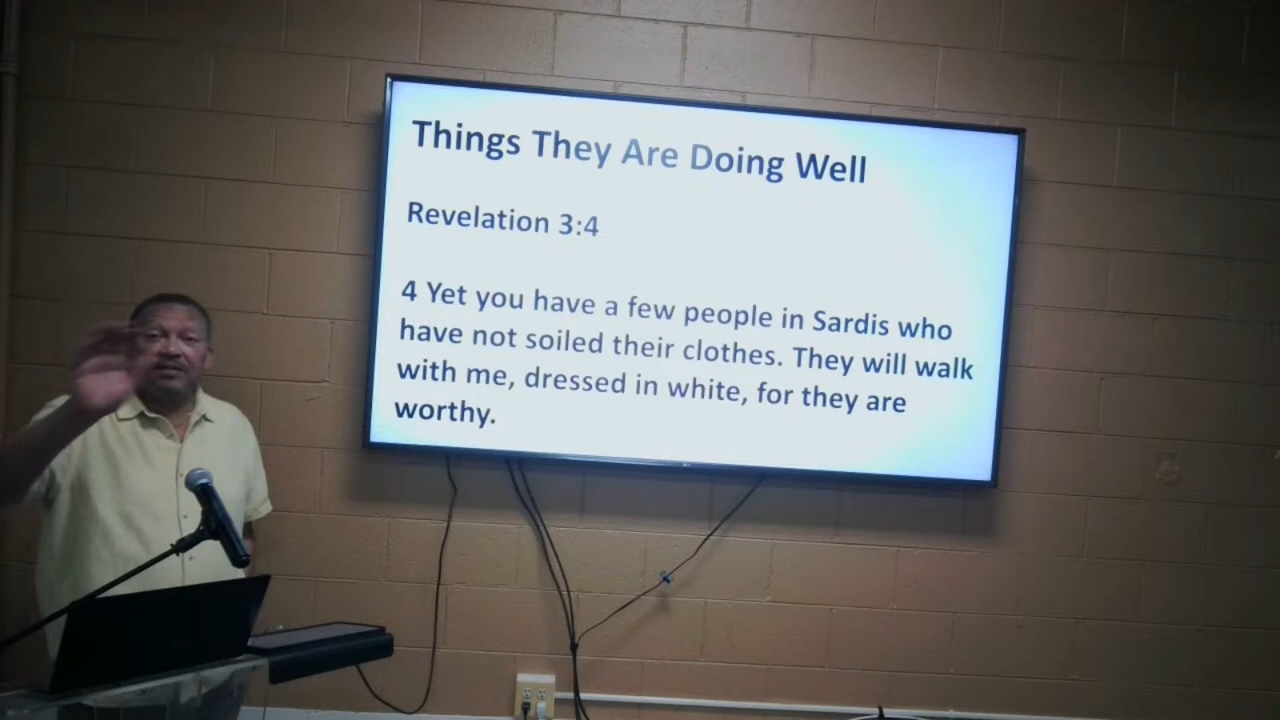 Things They Are Doing Well
Revelation 3:4
4 Yet you have a few people in Sardis who
have not soiled their clothes. They will walk
with me, dressed in white, for they are
worthy.